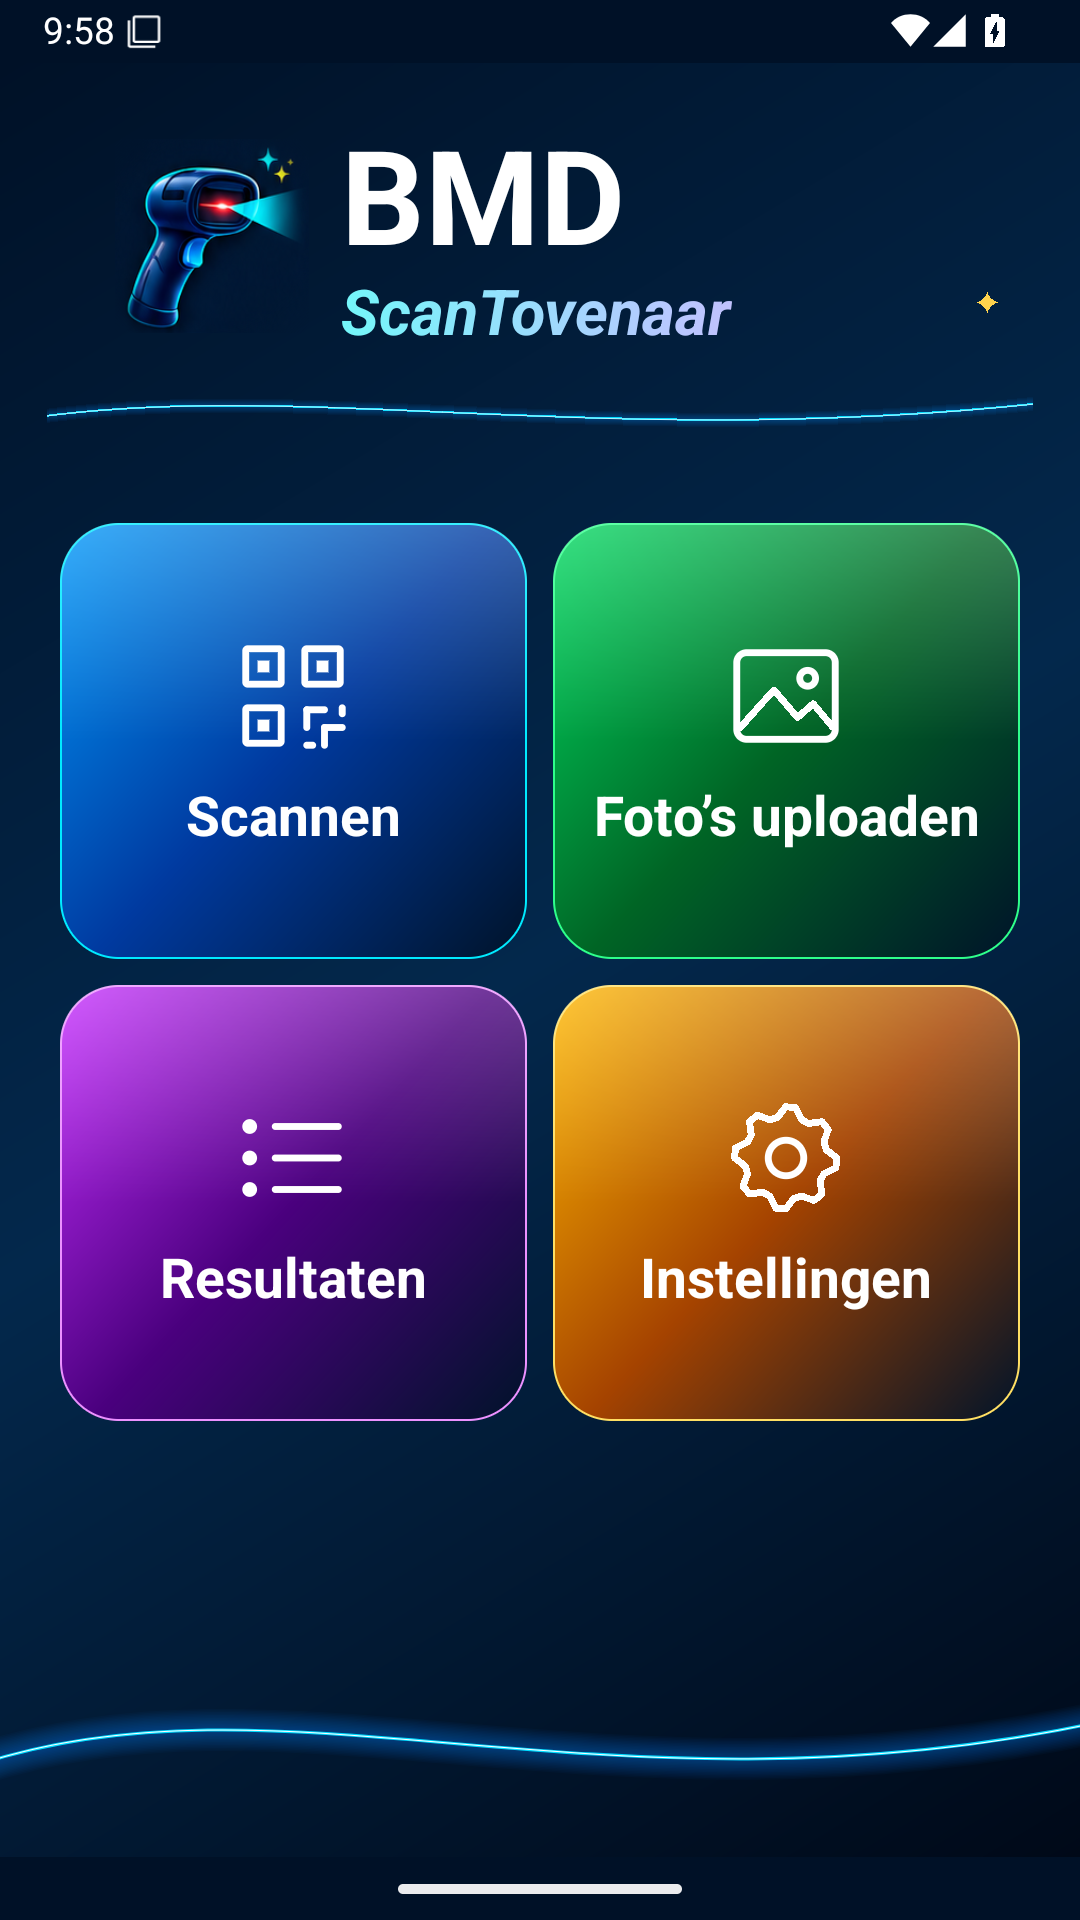 9:58
BMD
ScanTovenaar
Scannen
Foto’s uploaden
Resultaten
Instellingen